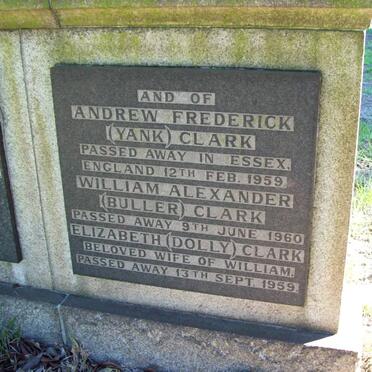 AND OF
ANDREW FREDERICK
(YANK) CLARK
PASSED AWAY IN ESSEX,
ENGLAND 12TH FEB. 1959.
WILLIAM ALEXANDER
(BULLER) CLARK
PASSED AWAY 9TH JUNE 1960
ELIZABETH (DOLLY) CLARK
BELOVED WIFE OF WILLIAM.
PASSED AWAY 13TH SEPT. 1959.